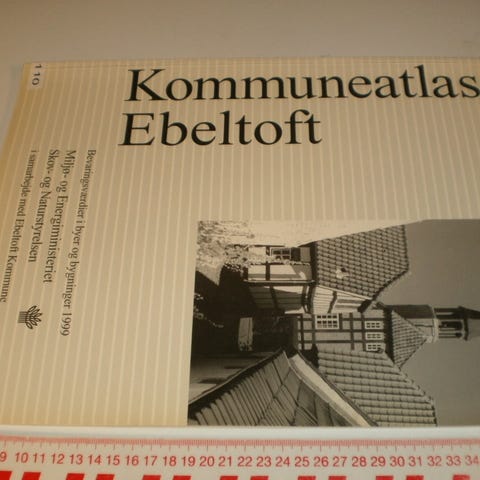 110
Kommuneatlas
Ebeltoft
Bevaringsværdier i byer og bygninger 1999
Miljø- og Energiministeriet
Skov- og Naturstyrelsen
i samarbejde med Ebeltoft Kommune
9 10 11 12 13 14 15 16 17 18 19 20 21 22 23 24 25 26 27 28 29 30 31 32 33 34